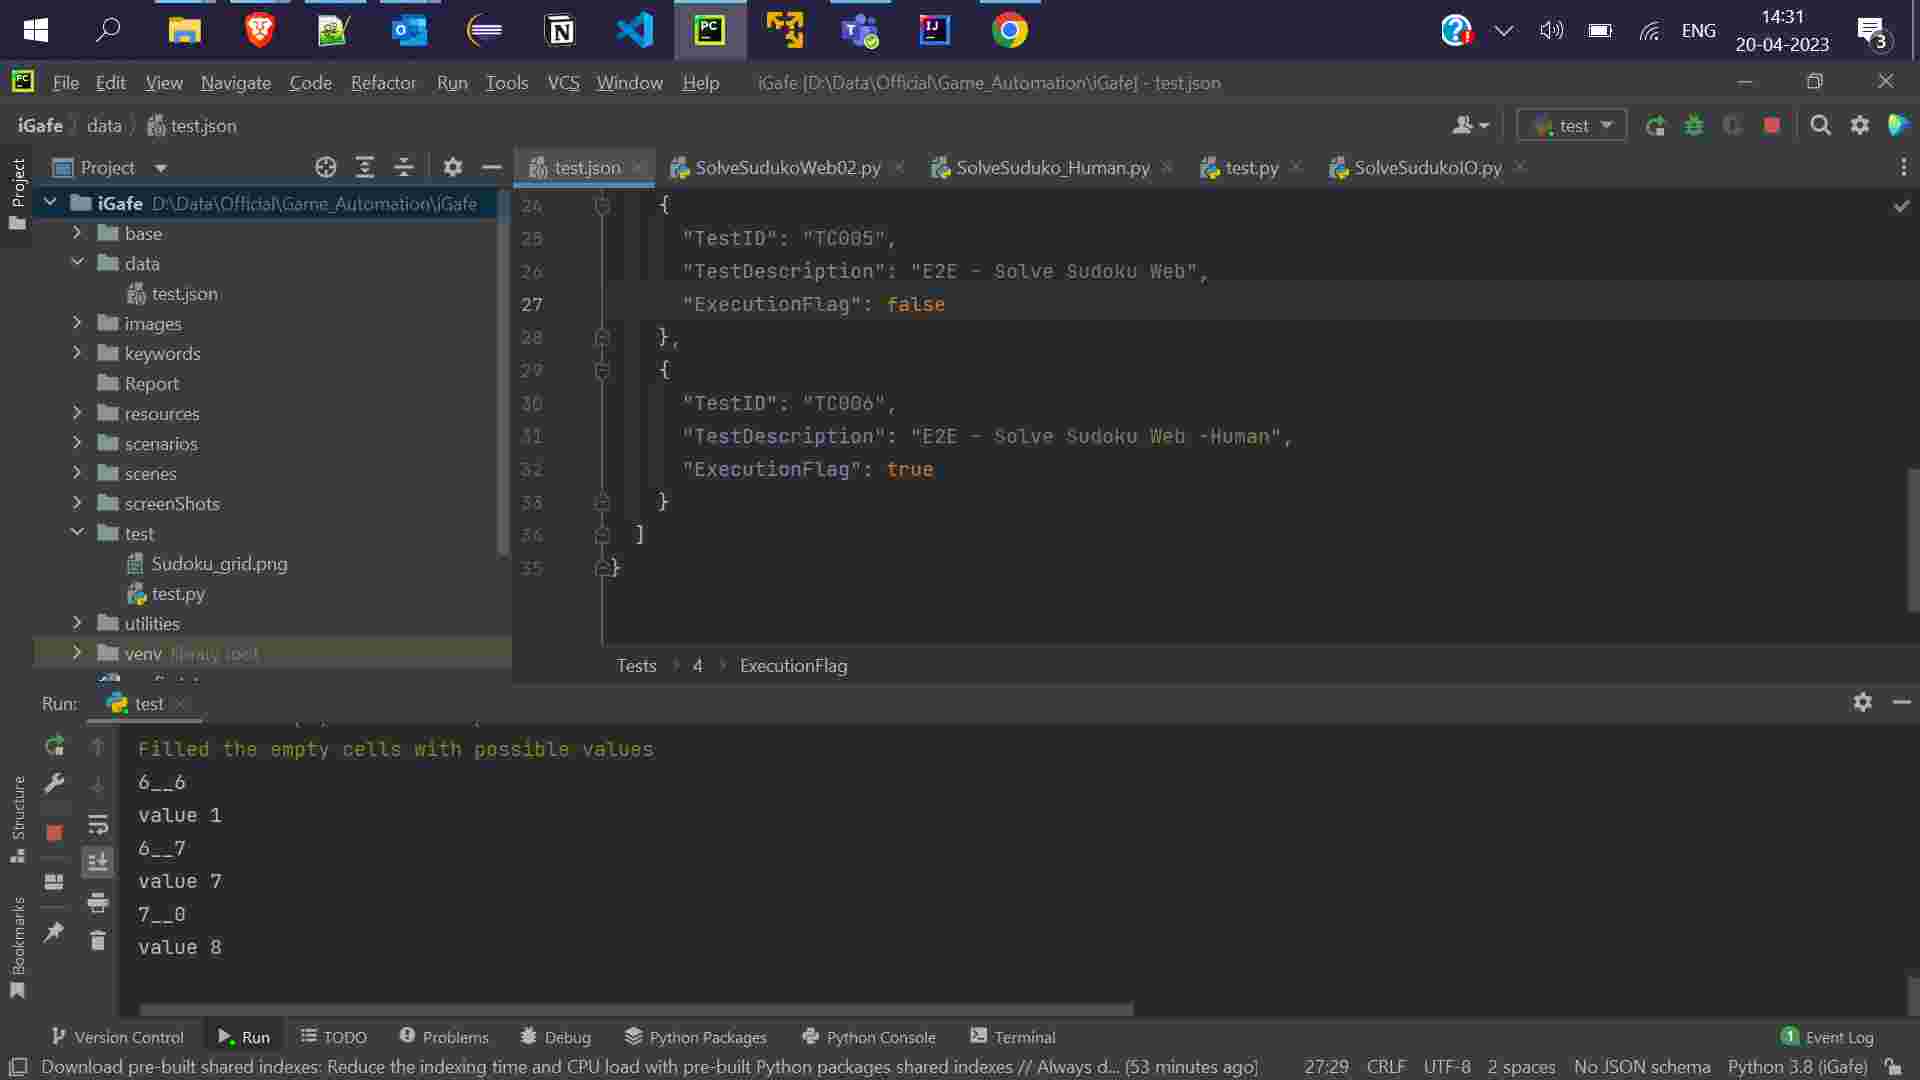 14:31
ENG
20-04-2023
3
File Edit View Navigate Code Refactor Run Tools VCS Window Help iGafe [D:\Data\Official\Game_Automation\iGafe] - test.json
iGafe data test.json
test
Project
test.json SolveSudukoWeb02.py SolveSuduko_Human.py test.py SolveSudukoIO.py
Project
iGafe D:\Data\Official\Game_Automation\iGafe
base
data
test.json
images
keywords
Report
resources
scenarios
scenes
screenShots
test
Sudoku_grid.png
test.py
utilities
venv library root
24 {
25 "TestID": "TC005",
26 "TestDescription": "E2E - Solve Sudoku Web",
27 "ExecutionFlag": false
28 },
29 {
30 "TestID": "TC006",
31 "TestDescription": "E2E - Solve Sudoku Web -Human",
32 "ExecutionFlag": true
33 }
34 ]
35 }
Tests 4 ExecutionFlag
Run: test
Filled the empty cells with possible values
6__6
value 1
6__7
value 7
7__0
value 8
Structure
Bookmarks
Version Control Run TODO Problems Debug Python Packages Python Console Terminal 1 Event Log
Download pre-built shared indexes: Reduce the indexing time and CPU load with pre-built Python packages shared indexes // Always d... (53 minutes ago) 27:29 CRLF UTF-8 2 spaces No JSON schema Python 3.8 (iGafe)